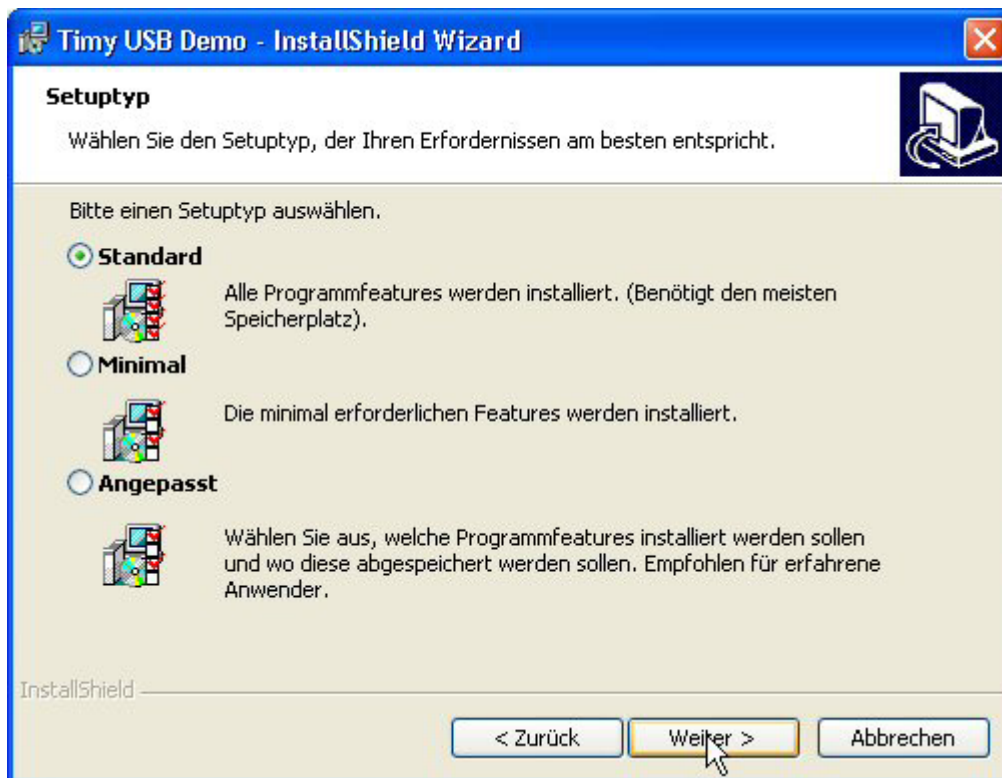 Timy USB Demo - InstallShield Wizard
Setuptyp
Wählen Sie den Setuptyp, der Ihren Erfordernissen am besten entspricht.
Bitte einen Setuptyp auswählen.
Standard
Alle Programmfeatures werden installiert. (Benötigt den meisten
Speicherplatz).
Minimal
Die minimal erforderlichen Features werden installiert.
Angepasst
Wählen Sie aus, welche Programmfeatures installiert werden sollen
und wo diese abgespeichert werden sollen. Empfohlen für erfahrene
Anwender.
InstallShield
< Zurück
Weiter >
Abbrechen